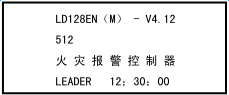 LD128EN（M） - V4.12
512
火 灾 报 警 控 制 器
LEADER 12：30：00